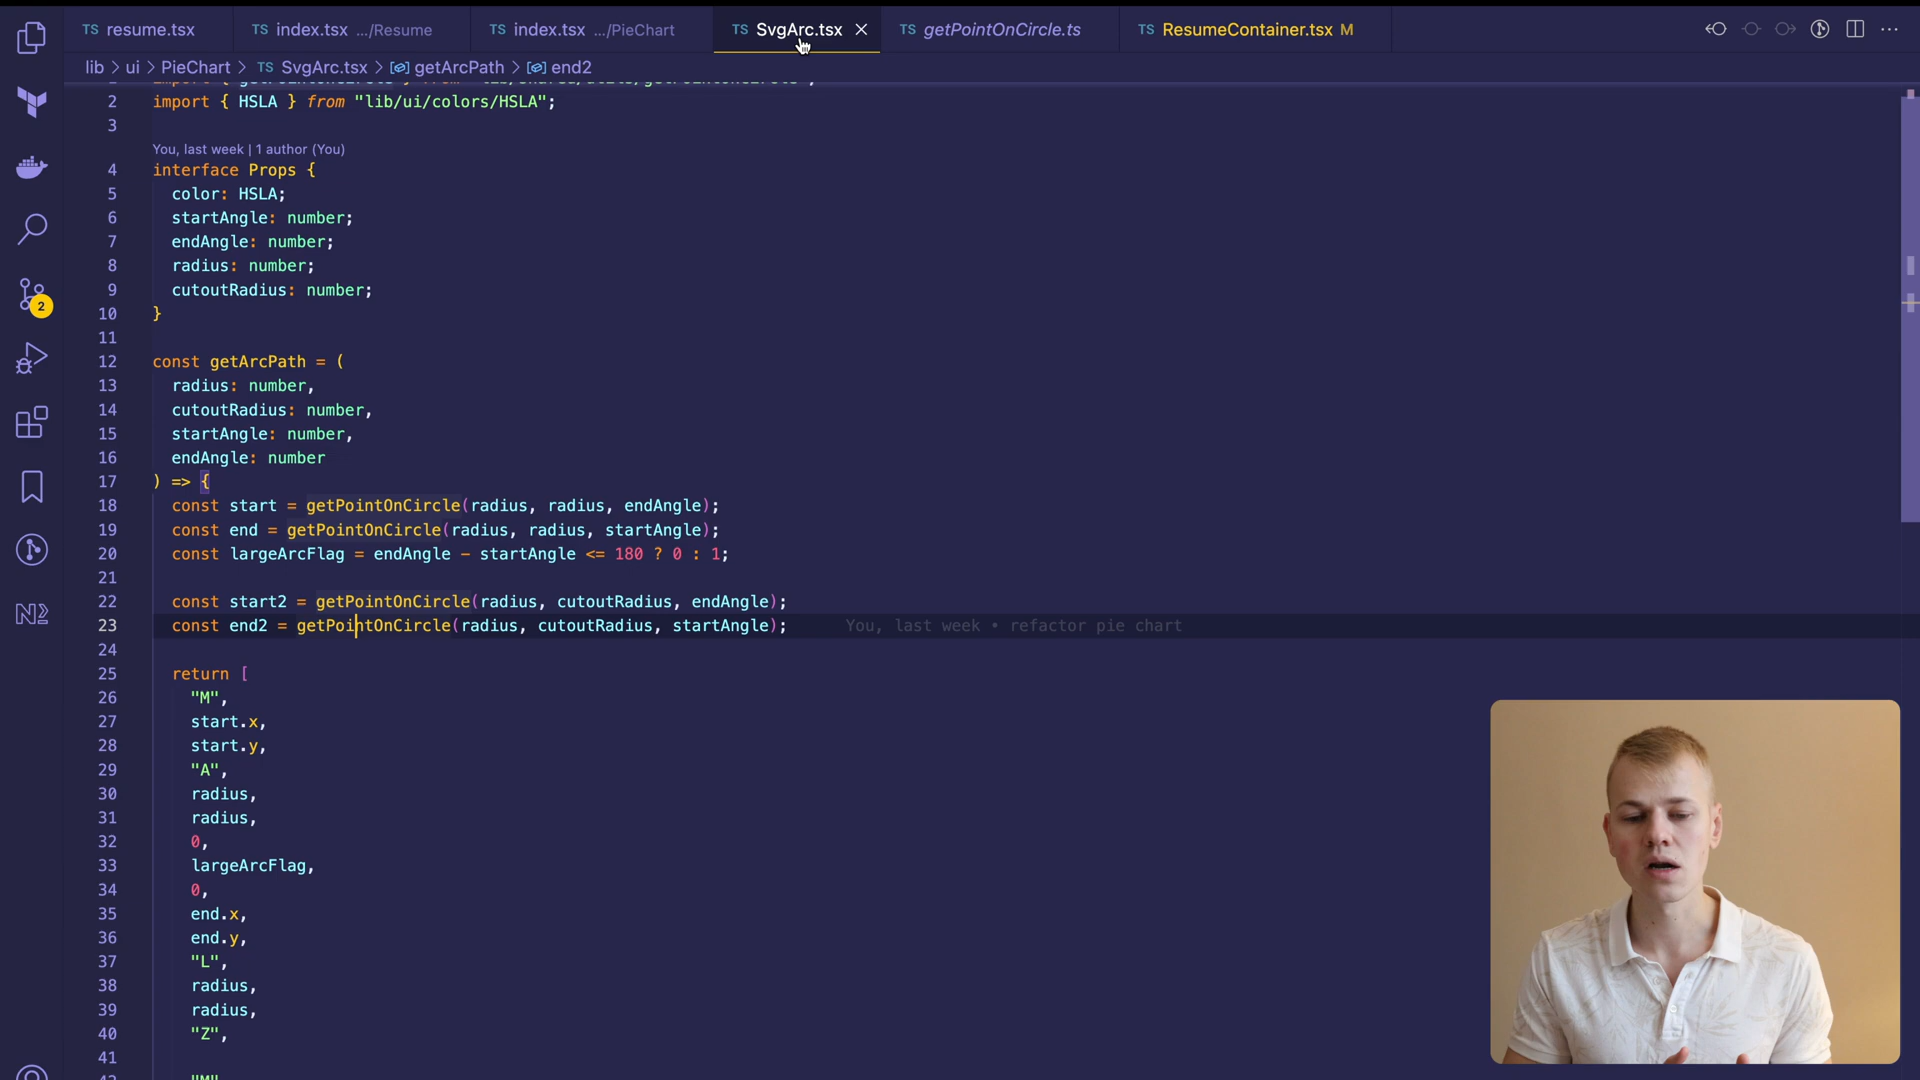 TS resume.tsx
TS index.tsx .../Resume
TS index.tsx .../PieChart
TS SvgArc.tsx
TS getPointOnCircle.ts
TS ResumeContainer.tsx M
lib > ui > PieChart > TS SvgArc.tsx > getArcPath > end2
2 import { HSLA } from "lib/ui/colors/HSLA";
3
You, last week | 1 author (You)
4 interface Props {
5 color: HSLA;
6 startAngle: number;
7 endAngle: number;
8 radius: number;
9 cutoutRadius: number;
10 }
11
12 const getArcPath = (
13 radius: number,
14 cutoutRadius: number,
15 startAngle: number,
16 endAngle: number
17 ) => {
18 const start = getPointOnCircle(radius, radius, endAngle);
19 const end = getPointOnCircle(radius, radius, startAngle);
20 const largeArcFlag = endAngle - startAngle <= 180 ? 0 : 1;
21
22 const start2 = getPointOnCircle(radius, cutoutRadius, endAngle);
23 const end2 = getPointOnCircle(radius, cutoutRadius, startAngle); You, last week • refactor pie chart
24
25 return [
26 "M",
27 start.x,
28 start.y,
29 "A",
30 radius,
31 radius,
32 0,
33 largeArcFlag,
34 0,
35 end.x,
36 end.y,
37 "L",
38 radius,
39 radius,
40 "Z",
41
2